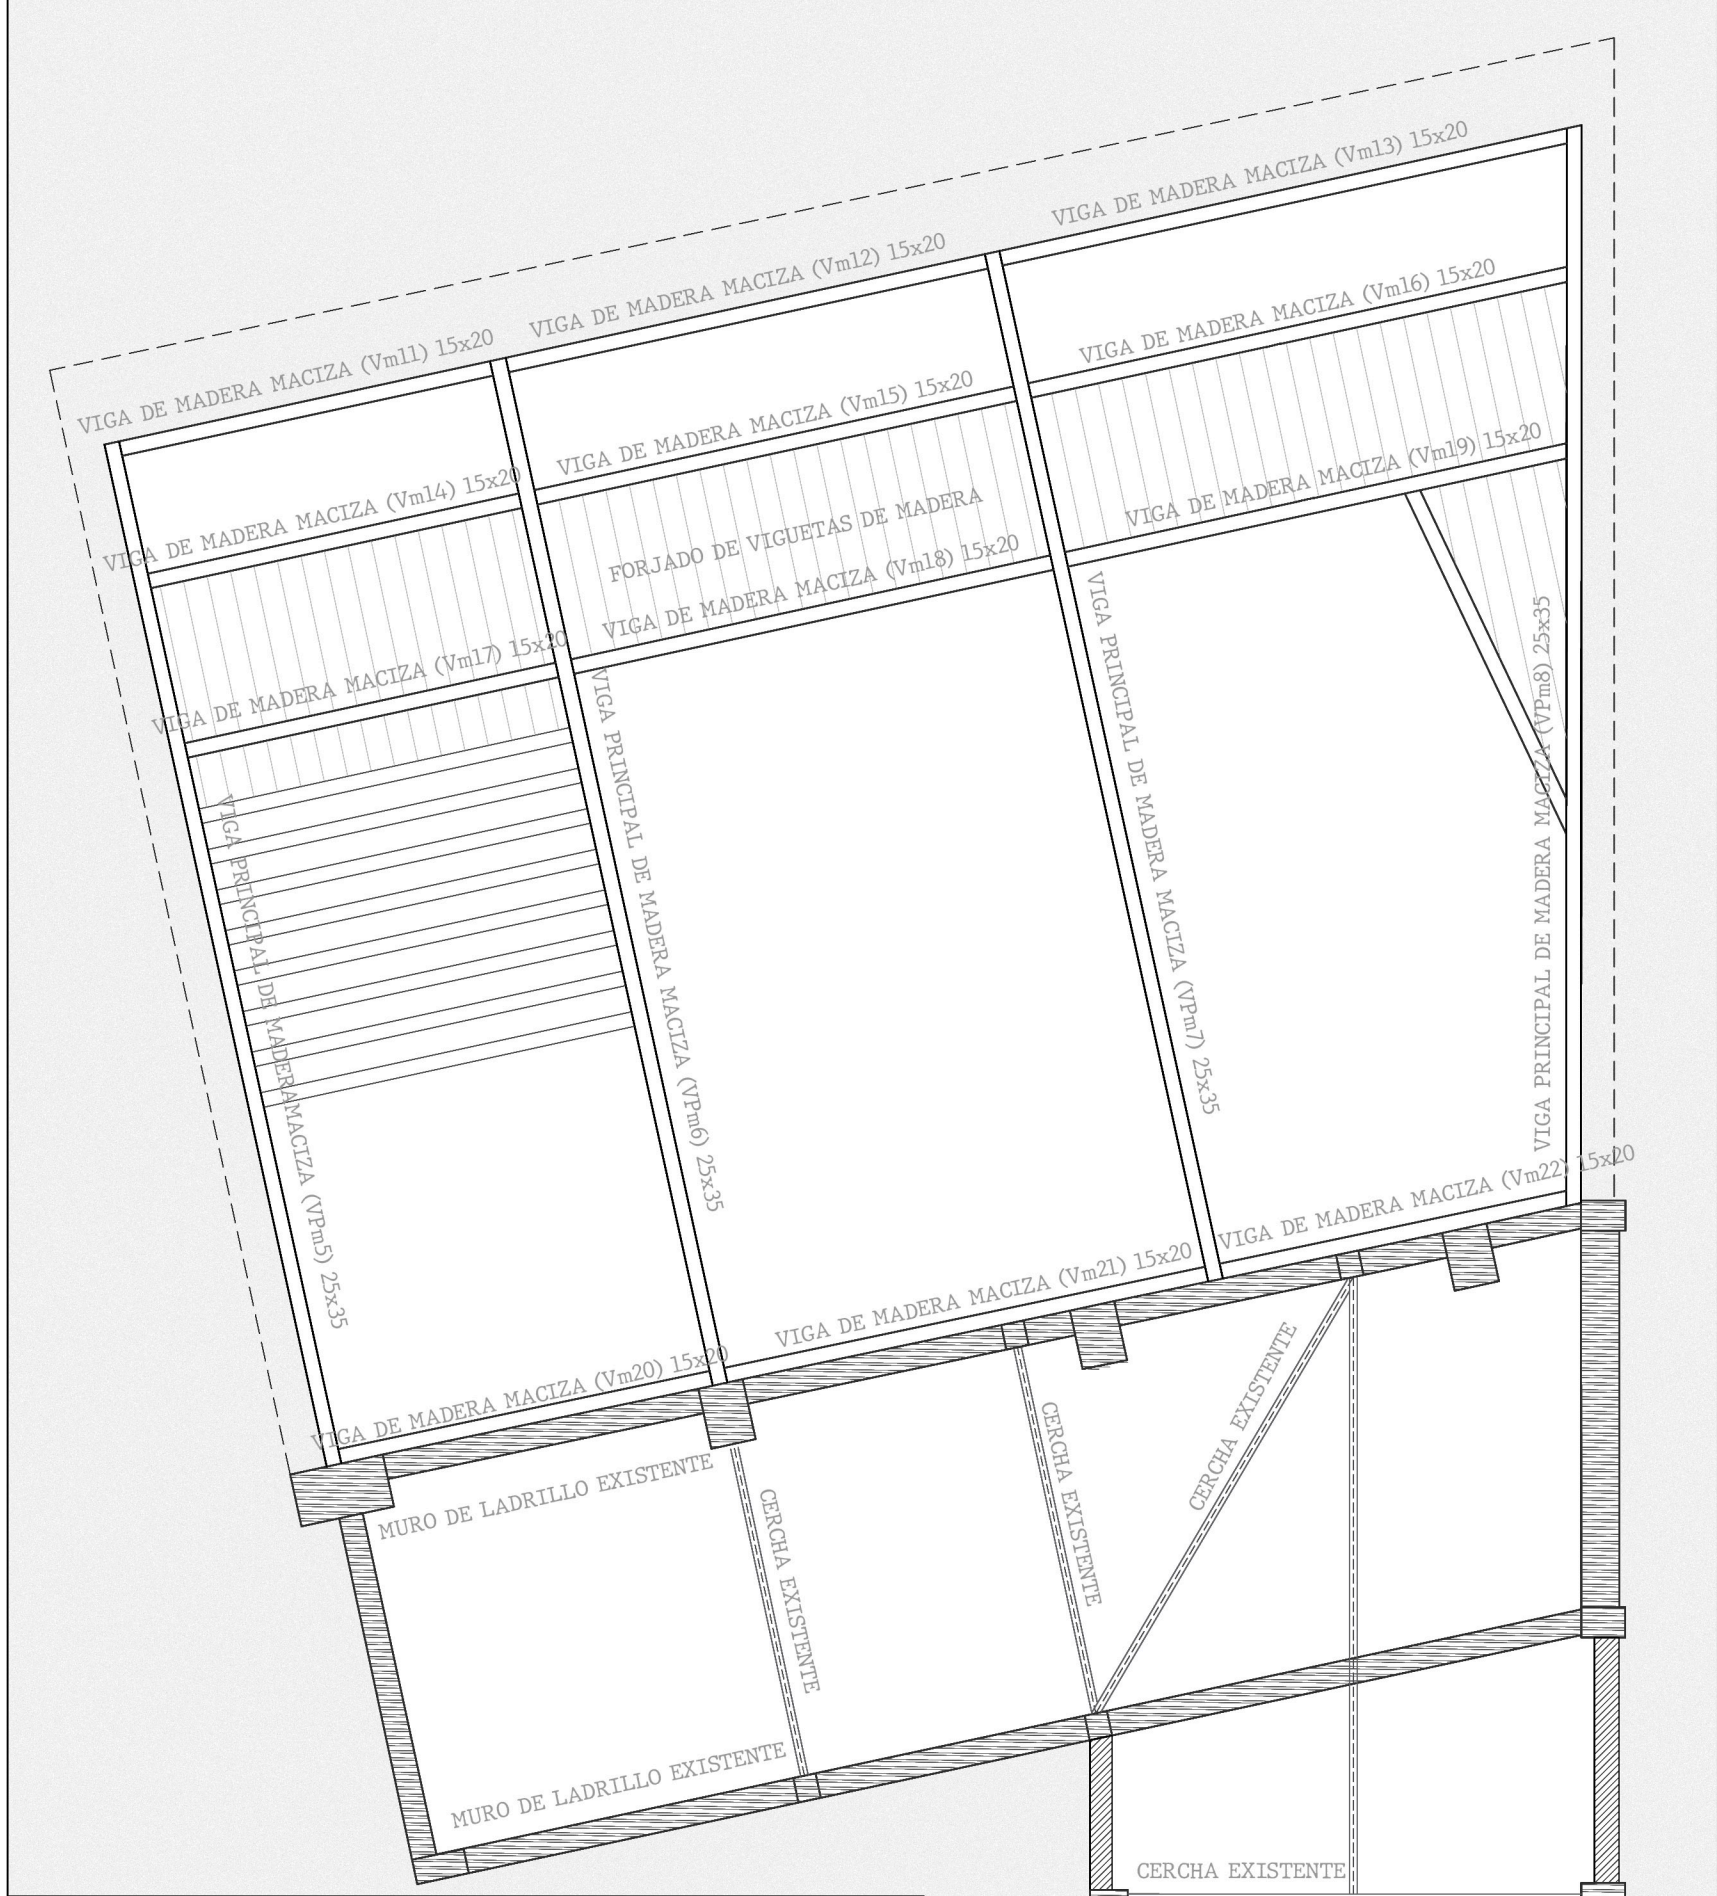 VIGA DE MADERA MACIZA (Vm13) 15x20
VIGA DE MADERA MACIZA (Vm12) 15x20
VIGA DE MADERA MACIZA (Vm11) 15x20
VIGA DE MADERA MACIZA (Vm16) 15x20
VIGA DE MADERA MACIZA (Vm15) 15x20
VIGA DE MADERA MACIZA (Vm14) 15x20
FORJADO DE VIGUETAS DE MADERA
VIGA DE MADERA MACIZA (Vm19) 15x20
VIGA DE MADERA MACIZA (Vm18) 15x20
VIGA DE MADERA MACIZA (Vm17) 15x20
VIGA PRINCIPAL DE MADERAMACIZA (VPm5) 25x35
VIGA PRINCIPAL DE MADERA MACIZA (VPm6) 25x35
VIGA PRINCIPAL DE MADERA MACIZA (VPm7) 25x35
VIGA PRINCIPAL DE MADERA MACIZA (VPm8) 25x35
VIGA DE MADERA MACIZA (Vm22) 15x20
VIGA DE MADERA MACIZA (Vm21) 15x20
VIGA DE MADERA MACIZA (Vm20) 15x20
MURO DE LADRILLO EXISTENTE
CERCHA EXISTENTE
CERCHA EXISTENTE
CERCHA EXISTENTE
MURO DE LADRILLO EXISTENTE
CERCHA EXISTENTE